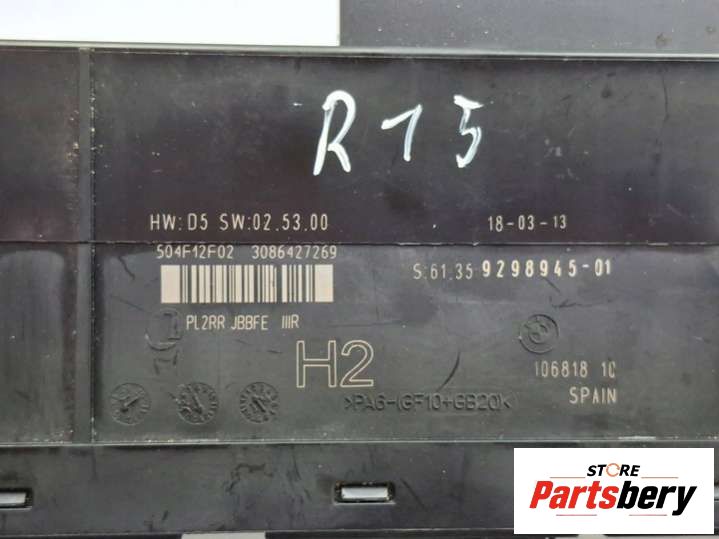 R15
HW: D5 SW:02.53.00
18-03-13
504F12F02 3086427269
S:61.35 9298945-01
PL2RR JBBFE IIIR
H2
106818 1C
>PA6-(GF10+GB20)<
SPAIN
STORE
Partsbery